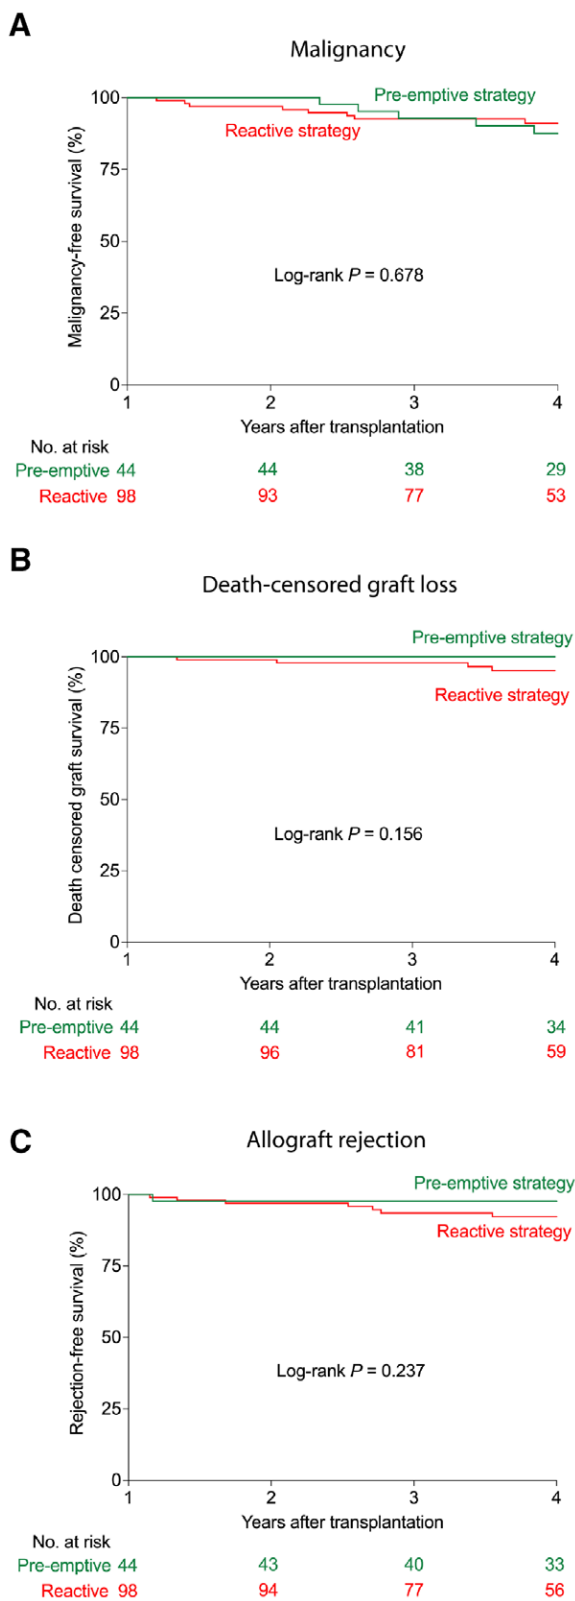 A
Malignancy
Pre-emptive strategy
Reactive strategy
Malignancy-free survival (%)
100
75
50
25
0
Log-rank P = 0.678
1 2 3 4
Years after transplantation
No. at risk
Pre-emptive 44 44 38 29
Reactive 98 93 77 53
B
Death-censored graft loss
Pre-emptive strategy
Reactive strategy
Death censored graft survival (%)
100
75
50
25
0
Log-rank P = 0.156
1 2 3 4
Years after transplantation
No. at risk
Pre-emptive 44 44 41 34
Reactive 98 96 81 59
C
Allograft rejection
Pre-emptive strategy
Reactive strategy
Rejection-free survival (%)
100
75
50
25
0
Log-rank P = 0.237
1 2 3 4
Years after transplantation
No. at risk
Pre-emptive 44 43 40 33
Reactive 98 94 77 56